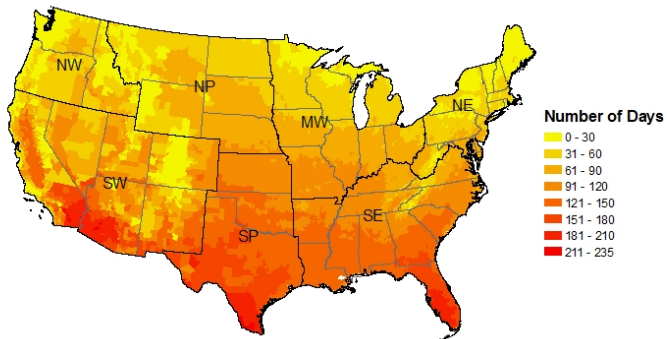 NW
NP
MW
NE
SW
SE
SP
Number of Days
0 - 30
31 - 60
61 - 90
91 - 120
121 - 150
151 - 180
181 - 210
211 - 235